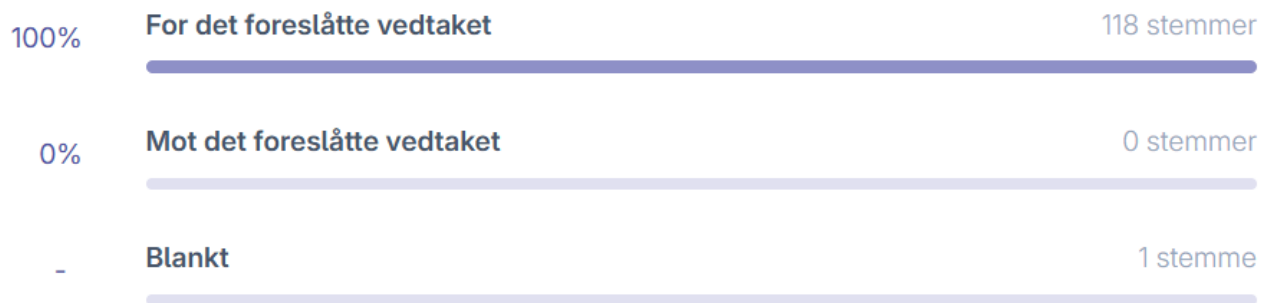 For det foreslåtte vedtaket 118 stemmer
100%
Mot det foreslåtte vedtaket 0 stemmer
0%
Blankt 1 stemme
-